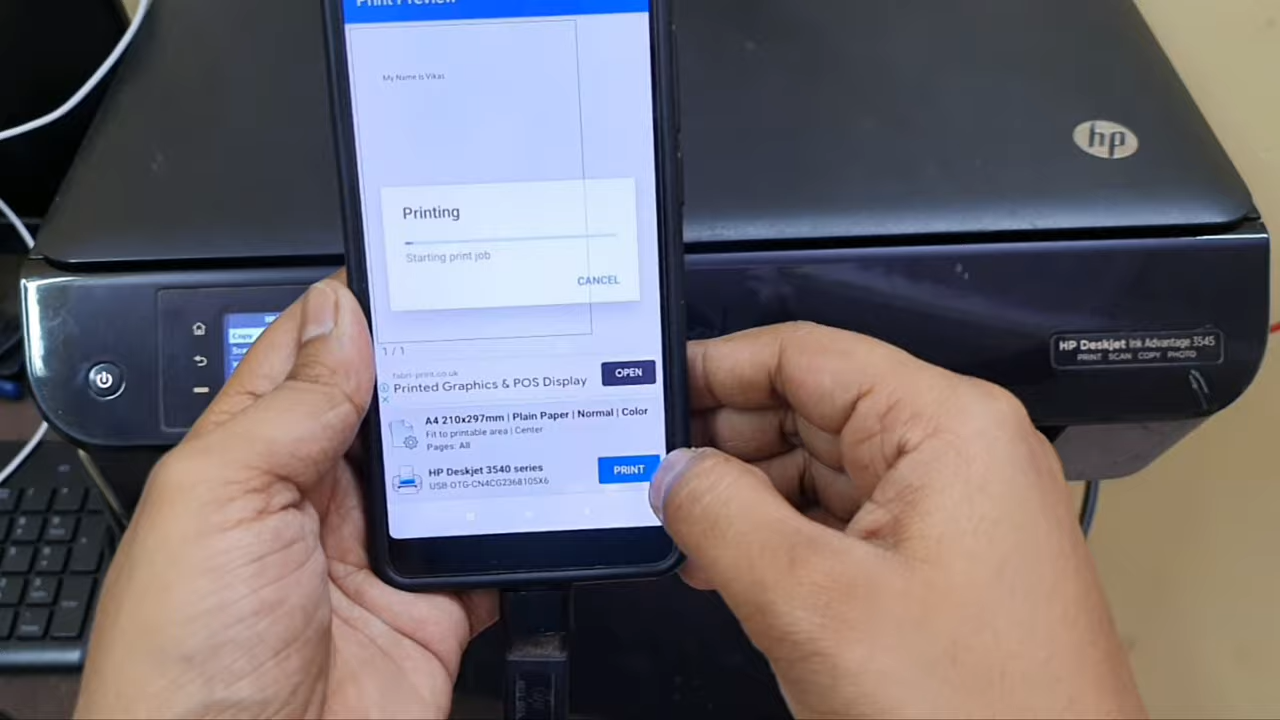 Print Preview
My Name is Vikas
hp
Printing
Starting print job
CANCEL
Copy
HP Deskjet Ink Advantage 3545
PRINT SCAN COPY PHOTO
1 / 1
fabri-print.co.uk
Printed Graphics & POS Display
OPEN
A4 210x297mm | Plain Paper | Normal | Color
Fit to printable area | Center
Pages: All
HP Deskjet 3540 series
USB-OTG-CN4CG2368105X6
PRINT